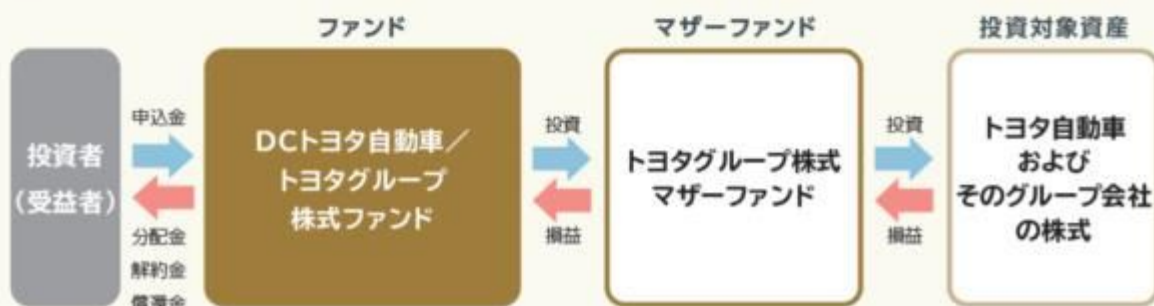 ファンド
マザーファンド
投資対象資産
投資者
(受益者)
申込金
分配金
解約金
償還金
DCトヨタ自動車/
トヨタグループ
株式ファンド
投資
損益
トヨタグループ株式
マザーファンド
投資
損益
トヨタ自動車
および
そのグループ会社
の株式